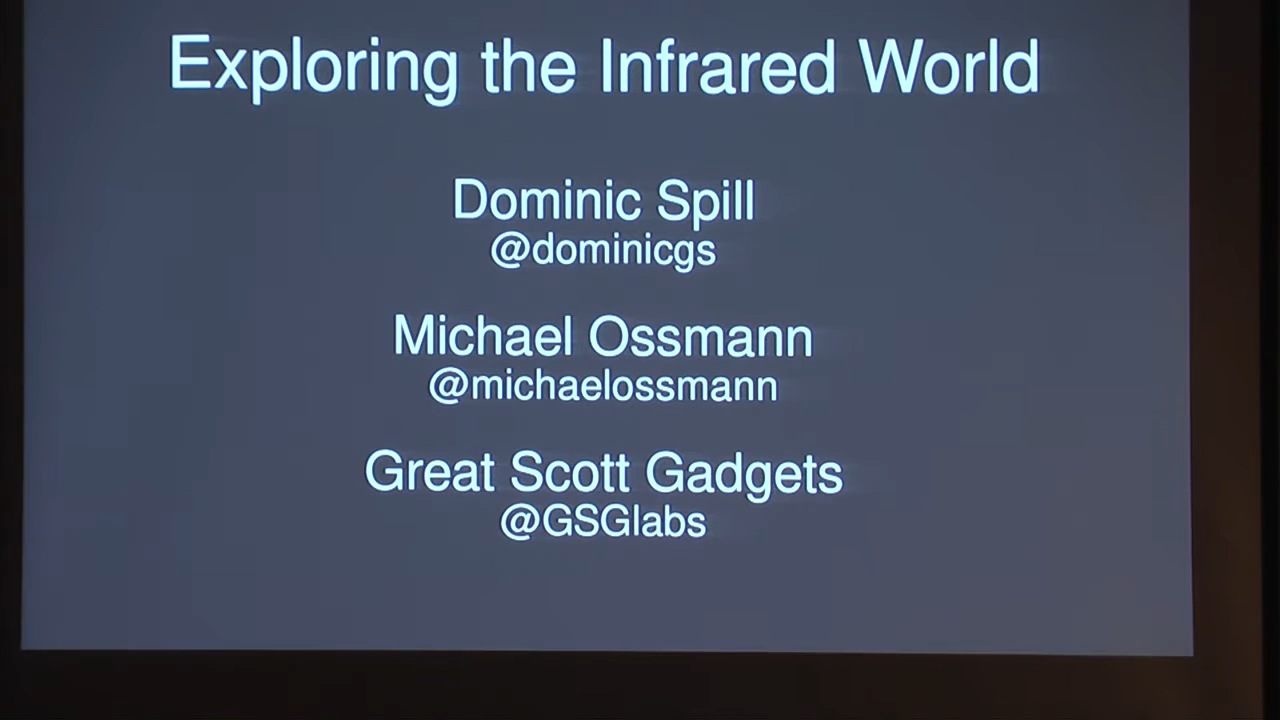 Exploring the Infrared World
Dominic Spill
@dominicgs
Michael Ossmann
@michaelossmann
Great Scott Gadgets
@GSGlabs